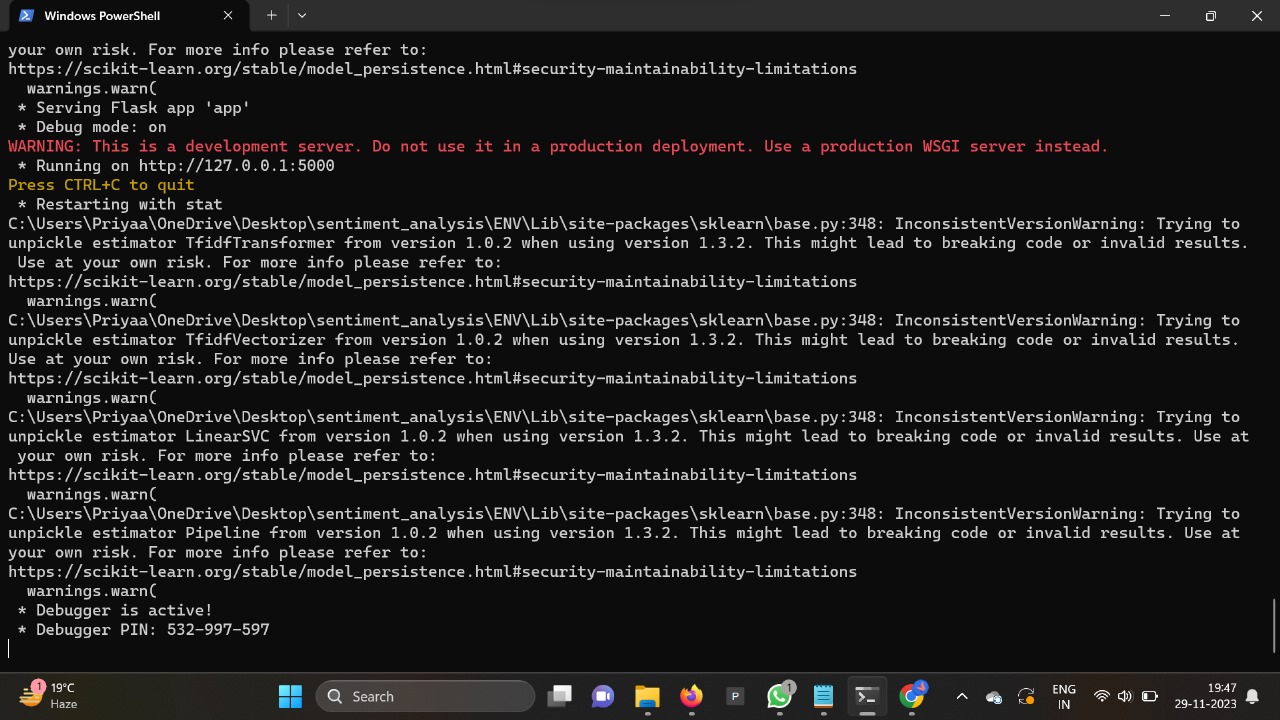 Windows PowerShell
your own risk. For more info please refer to:
https://scikit-learn.org/stable/model_persistence.html#security-maintainability-limitations
warnings.warn(
* Serving Flask app 'app'
* Debug mode: on
WARNING: This is a development server. Do not use it in a production deployment. Use a production WSGI server instead.
* Running on http://127.0.0.1:5000
Press CTRL+C to quit
* Restarting with stat
C:\Users\Priyaa\OneDrive\Desktop\sentiment_analysis\ENV\Lib\site-packages\sklearn\base.py:348: InconsistentVersionWarning: Trying to
unpickle estimator TfidfTransformer from version 1.0.2 when using version 1.3.2. This might lead to breaking code or invalid results.
Use at your own risk. For more info please refer to:
https://scikit-learn.org/stable/model_persistence.html#security-maintainability-limitations
warnings.warn(
C:\Users\Priyaa\OneDrive\Desktop\sentiment_analysis\ENV\Lib\site-packages\sklearn\base.py:348: InconsistentVersionWarning: Trying to
unpickle estimator TfidfVectorizer from version 1.0.2 when using version 1.3.2. This might lead to breaking code or invalid results.
Use at your own risk. For more info please refer to:
https://scikit-learn.org/stable/model_persistence.html#security-maintainability-limitations
warnings.warn(
C:\Users\Priyaa\OneDrive\Desktop\sentiment_analysis\ENV\Lib\site-packages\sklearn\base.py:348: InconsistentVersionWarning: Trying to
unpickle estimator LinearSVC from version 1.0.2 when using version 1.3.2. This might lead to breaking code or invalid results. Use at
your own risk. For more info please refer to:
https://scikit-learn.org/stable/model_persistence.html#security-maintainability-limitations
warnings.warn(
C:\Users\Priyaa\OneDrive\Desktop\sentiment_analysis\ENV\Lib\site-packages\sklearn\base.py:348: InconsistentVersionWarning: Trying to
unpickle estimator Pipeline from version 1.0.2 when using version 1.3.2. This might lead to breaking code or invalid results. Use at
your own risk. For more info please refer to:
https://scikit-learn.org/stable/model_persistence.html#security-maintainability-limitations
warnings.warn(
* Debugger is active!
* Debugger PIN: 532-997-597
1
19°C
Haze
Search
P
1
ENG
IN
19:47
29-11-2023